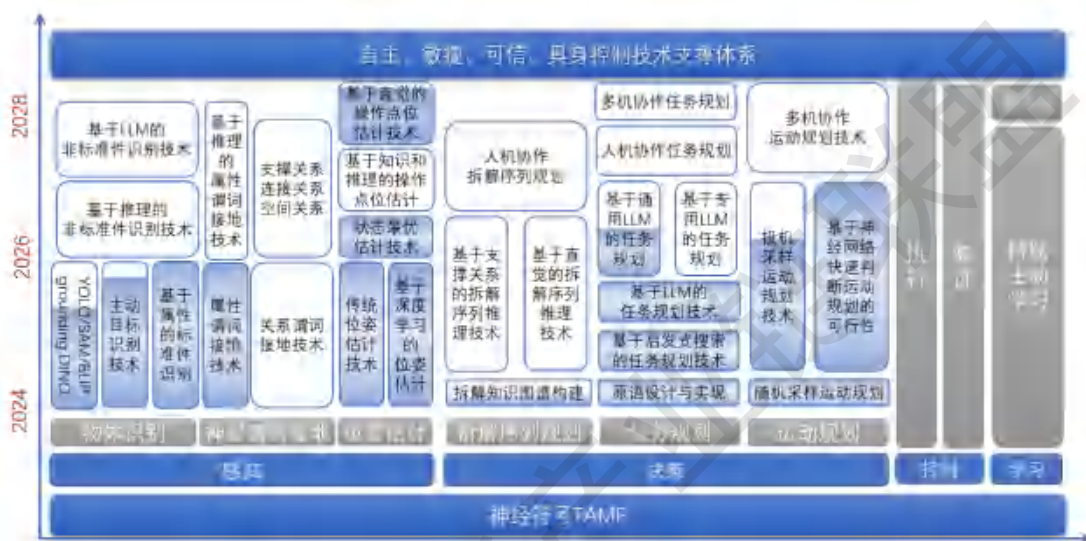 自主、敏捷、可信、具身控制技术支撑体系
2028
2026
2024
基于LLM的
非标准件识别技术
基于推理的
非标准件识别技术
YOLO/SAM/BLIP
grounding DINO
主动
目标
识别
技术
基于
属性
的标
准件
识别
基于
推理
的
属性
谓词
接地
技术
属性
谓词
接地
技术
支撑关系
连接关系
空间关系
关系谓词
接地技术
基于直觉的
操作点位
估计技术
基于知识和
推理的操作
点位估计
状态最优
估计技术
传统
位姿
估计
技术
基于
深度
学习
的
位姿
估计
人机协作
拆解序列规划
基于支
撑关系
的拆解
序列推
理技术
基于直
觉的拆
解序列
推理
技术
拆解知识图谱构建
多机协作任务规划
人机协作任务规划
基于通
用LLM
的任务
规划
基于专
用LLM
的任务
规划
基于LLM的
任务规划技术
基于启发式搜索
的任务规划技术
原语设计与实现
多机协作
运动规划技术
随机
采样
运动
规划
技术
基于神
经网络
快速判
断运动
规划的
可行性
随机采样运动规划
物体识别
位姿估计
拆解序列规划
任务规划
运动规划
决策
学习
神经符号TAMP